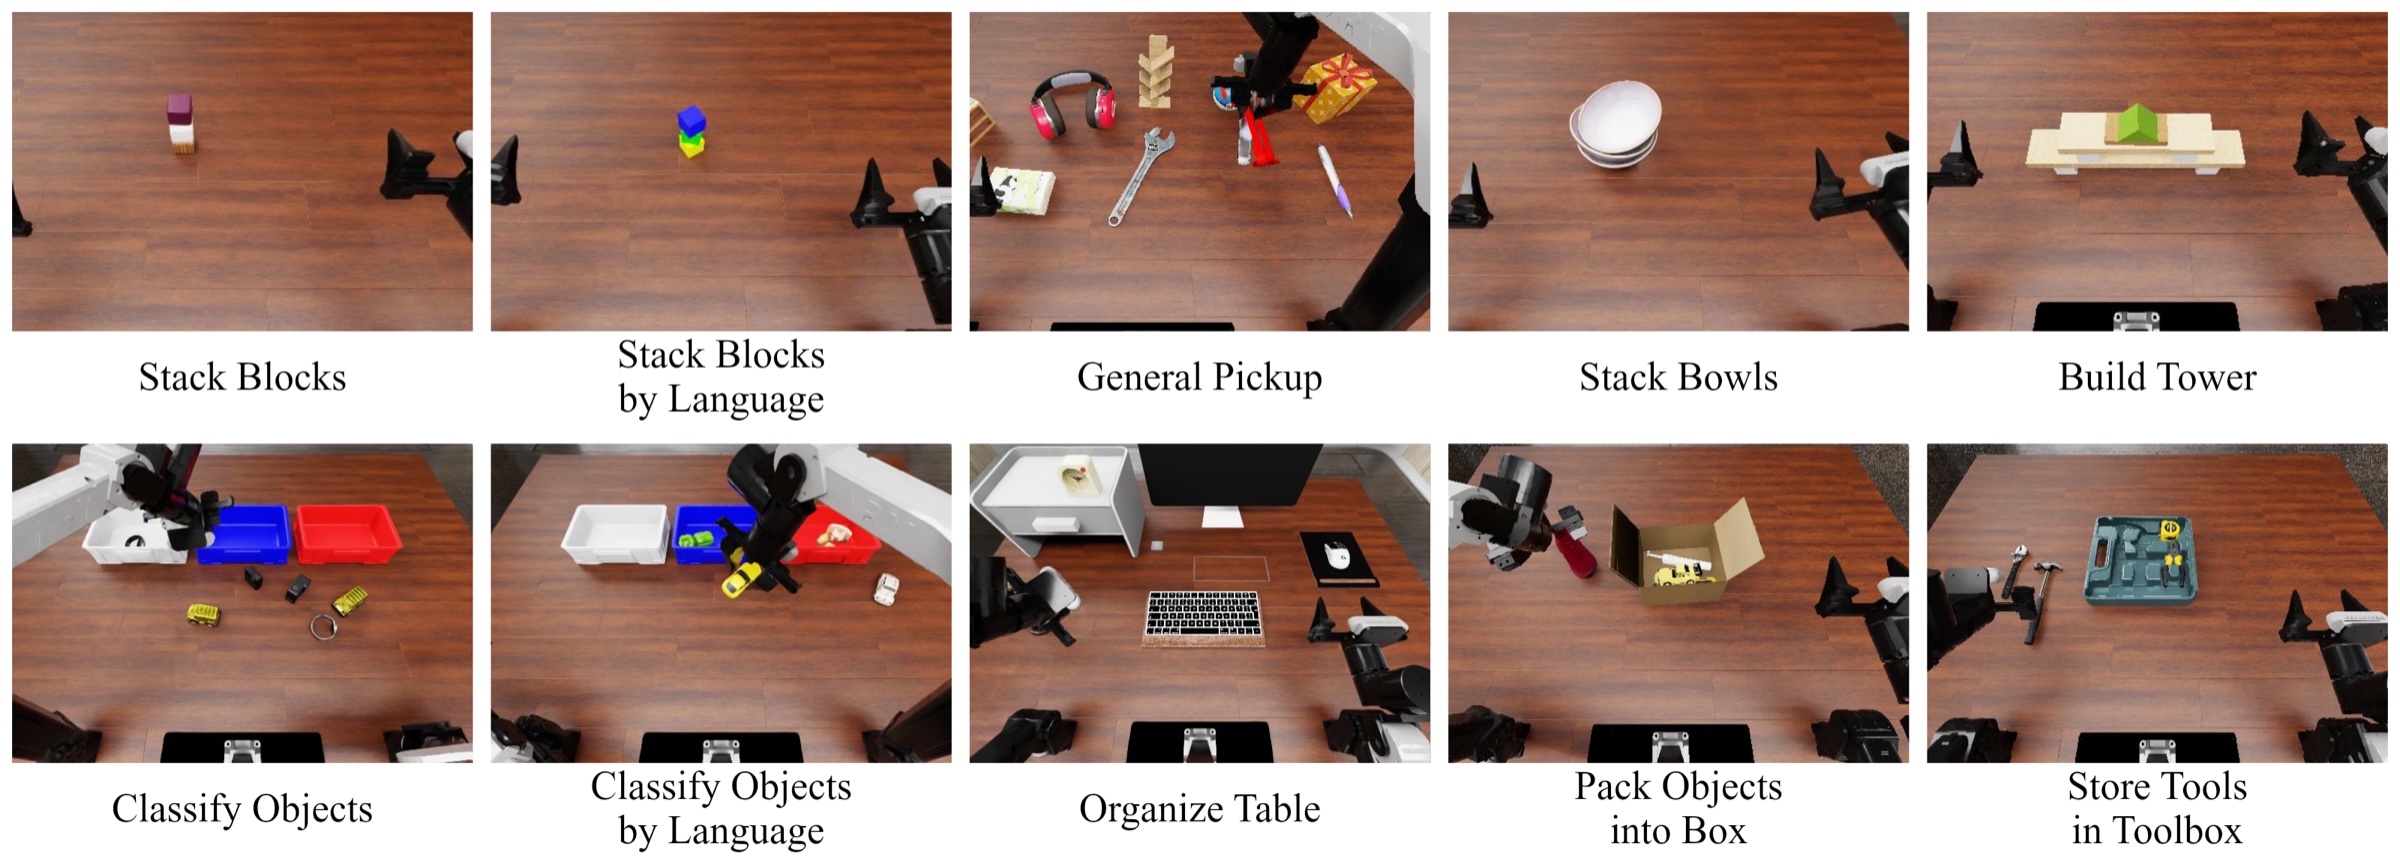 Stack Blocks
Stack Blocks
by Language
General Pickup
Stack Bowls
Build Tower
Classify Objects
Classify Objects
by Language
Organize Table
Pack Objects
into Box
Store Tools
in Toolbox